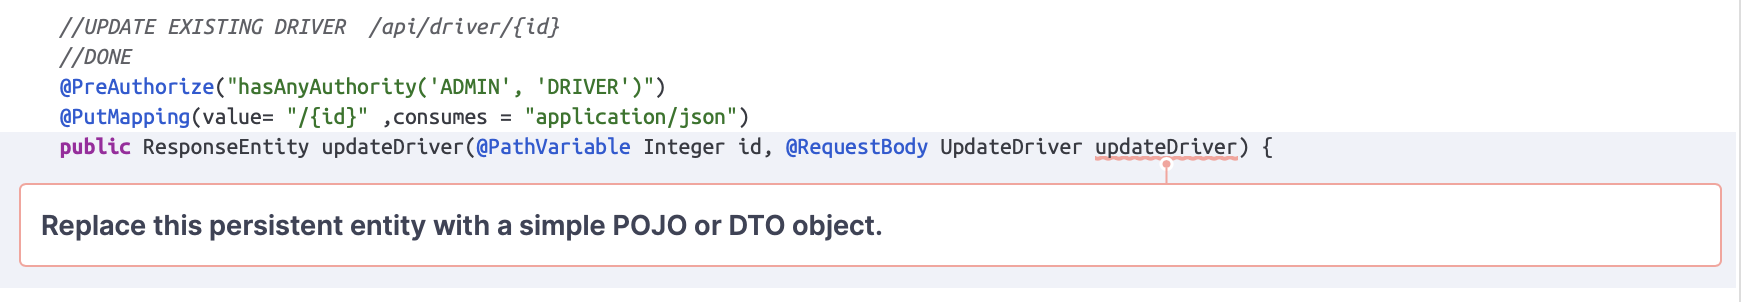 //UPDATE EXISTING DRIVER  /api/driver/{id}
//DONE
@PreAuthorize("hasAnyAuthority('ADMIN', 'DRIVER')")
@PutMapping(value= "/{id}" ,consumes = "application/json")
public ResponseEntity updateDriver(@PathVariable Integer id, @RequestBody UpdateDriver updateDriver) {
Replace this persistent entity with a simple POJO or DTO object.